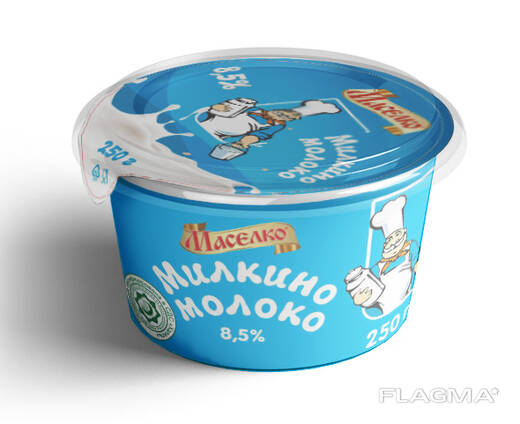 8,5%
Маселко
Милкино
молоко
250 г
Маселко
Милкино
молоко
8,5%
250 г
FLAGMA